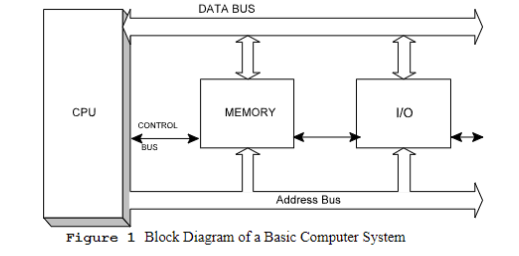 DATA BUS
CPU
MEMORY
I/O
CONTROL
BUS
Address Bus
Figure 1 Block Diagram of a Basic Computer System